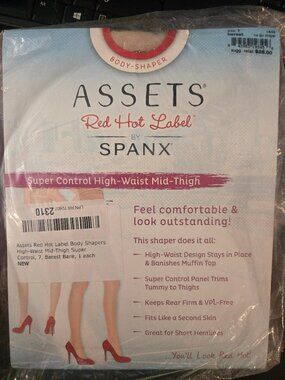 BODY-SHAPER
barest
sugg. retail $28.00
ASSETS®
Red Hot Label™
BY
SPANX
Super Control High-Waist Mid-Thigh
2310
Assets Red Hot Label Body Shapers
High-Waist Mid-Thigh Super
Control, 7, Barest Bare, 1 each
NEW
Feel comfortable &
look outstanding!
This shaper does it all:
High-Waist Design Stays in Place
& Banishes Muffin Top
Super Control Panel Trims
Tummy to Thighs
Keeps Rear Firm & VPL-Free
Fits Like a Second Skin
Great for Short Hemlines
...You'll Look Red Hot!